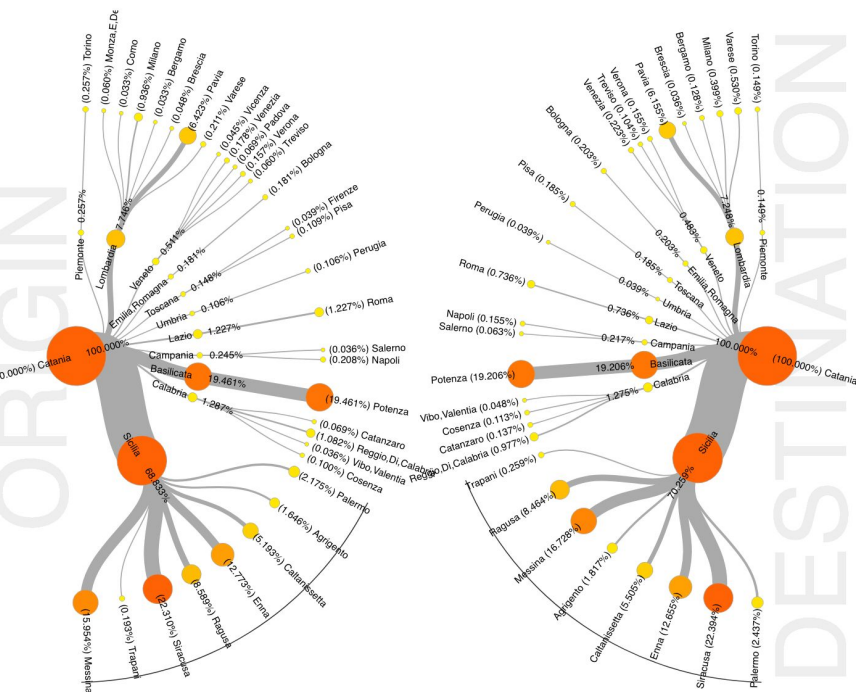 ORIGIN
(0.257%) Torino
(0.060%) Monza,E,De
(0.033%) Como
(0.936%) Milano
(0.033%) Bergamo
(0.048%) Brescia
(6.423%) Pavia
(0.211%) Varese
(0.045%) Vicenza
(0.178%) Venezia
(0.069%) Padova
(0.157%) Verona
(0.060%) Treviso
(0.181%) Bologna
(0.039%) Firenze
(0.109%) Pisa
(0.106%) Perugia
(1.227%) Roma
(0.036%) Salerno
(0.208%) Napoli
(19.461%) Potenza
(0.069%) Catanzaro
(1.082%) Reggio,Di,Calabria
(0.036%) Vibo,Valentia
(0.100%) Cosenza
(2.175%) Palermo
(1.646%) Agrigento
(5.193%) Caltanissetta
(12.773%) Enna
(8.589%) Ragusa
(22.310%) Siracusa
(0.193%) Trapani
(15.954%) Messina
Piemonte 0.257%
Lombardia 7.746%
Veneto 0.511%
Emilia,Romagna 0.181%
Toscana 0.148%
Umbria 0.106%
Lazio 1.227%
Campania 0.245%
Basilicata 19.461%
Calabria 1.287%
Sicilia 68.833%
0.000%) Catania 100.000%
DESTINATION
Torino (0.149%)
Varese (0.530%)
Milano (0.399%)
Bergamo (0.128%)
Brescia (0.036%)
Pavia (6.155%)
Verona (0.155%)
Treviso (0.104%)
Venezia (0.223%)
Bologna (0.203%)
Pisa (0.185%)
Perugia (0.039%)
Roma (0.736%)
Napoli (0.155%)
Salerno (0.063%)
Potenza (19.206%)
Vibo,Valentia (0.048%)
Cosenza (0.113%)
Catanzaro (0.137%)
Reggio,Di,Calabria (0.977%)
Trapani (0.259%)
Ragusa (8.464%)
Messina (16.728%)
Agrigento (1.817%)
Caltanissetta (5.505%)
Enna (12.655%)
Siracusa (22.394%)
Palermo (2.437%)
0.149% Piemonte
7.248% Lombardia
0.483% Veneto
0.203% Emilia,Romagna
0.185% Toscana
0.039% Umbria
0.736% Lazio
0.217% Campania
19.206% Basilicata
1.275% Calabria
70.259% Sicilia
100.000% (100.000%) Catania